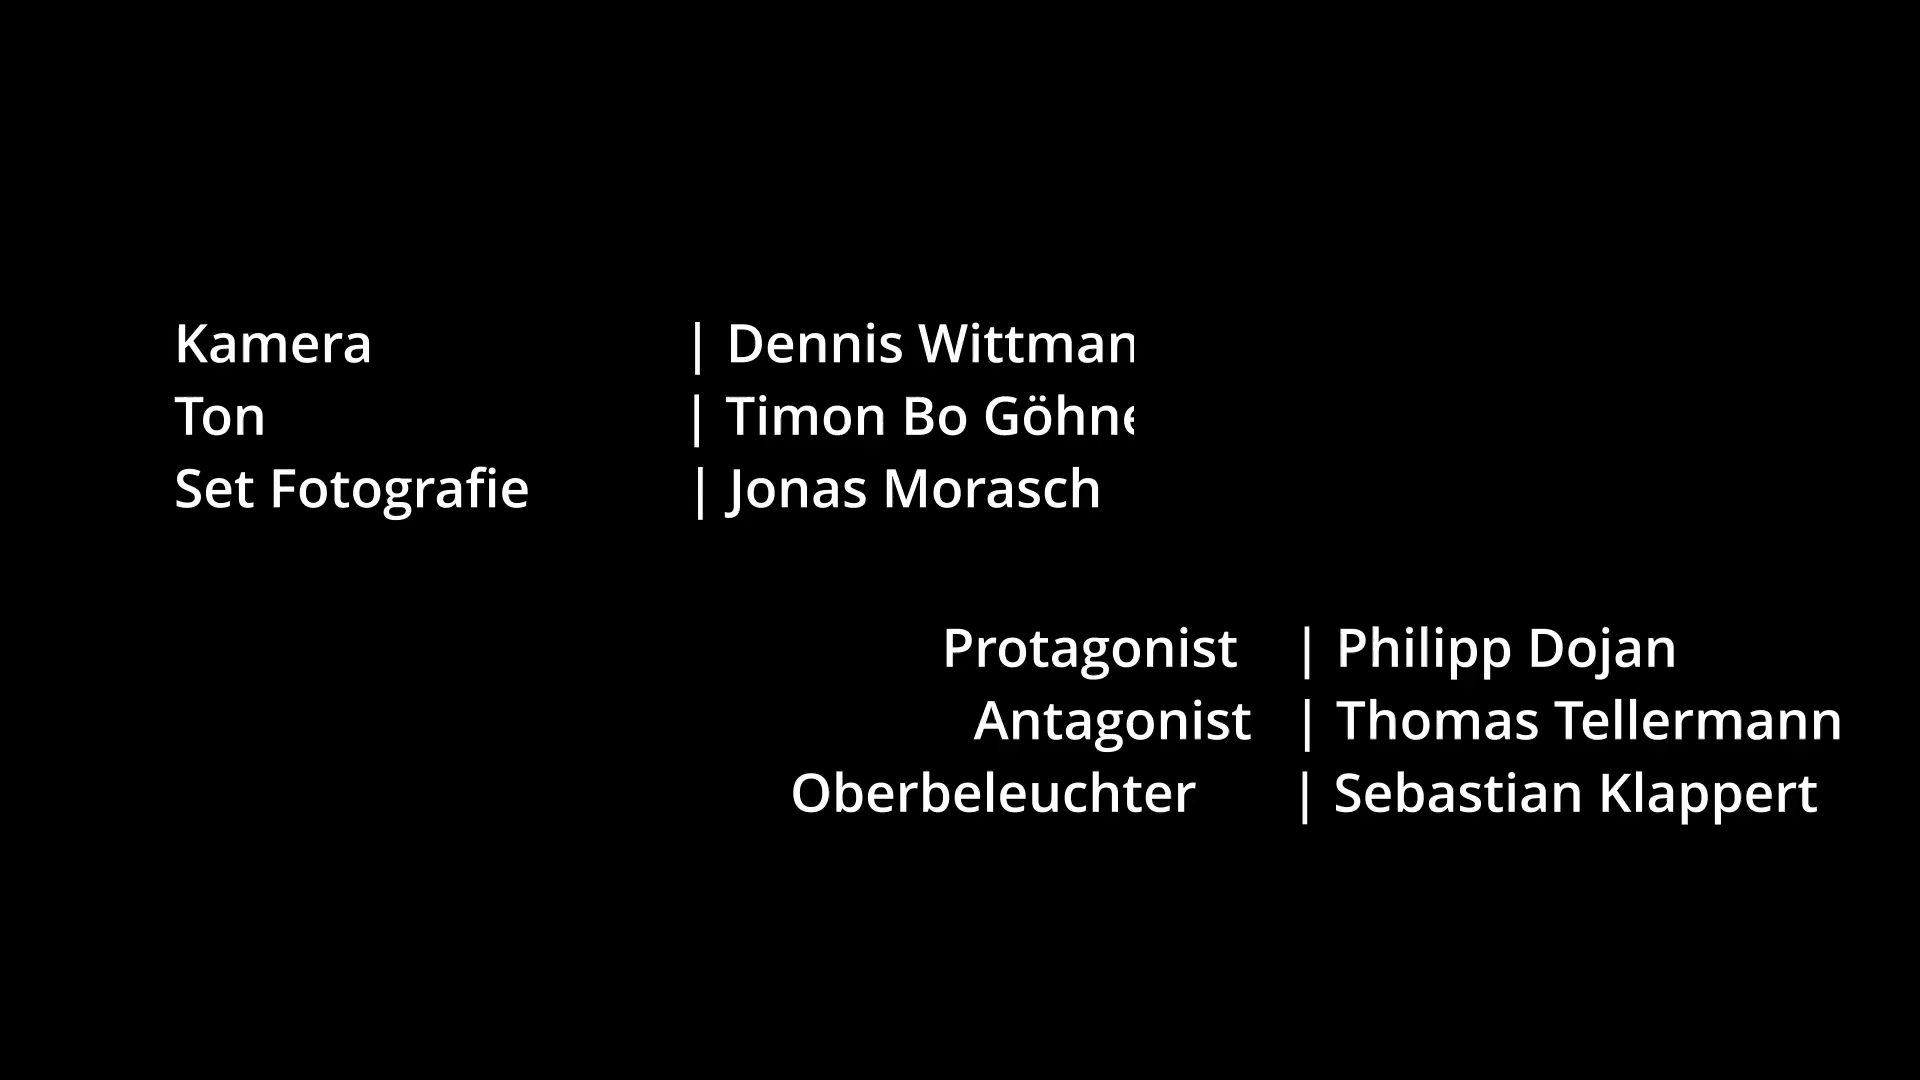 Kamera | Dennis Wittman
Ton | Timon Bo Göhne
Set Fotografie | Jonas Morasch
Protagonist | Philipp Dojan
Antagonist | Thomas Tellermann
Oberbeleuchter | Sebastian Klappert